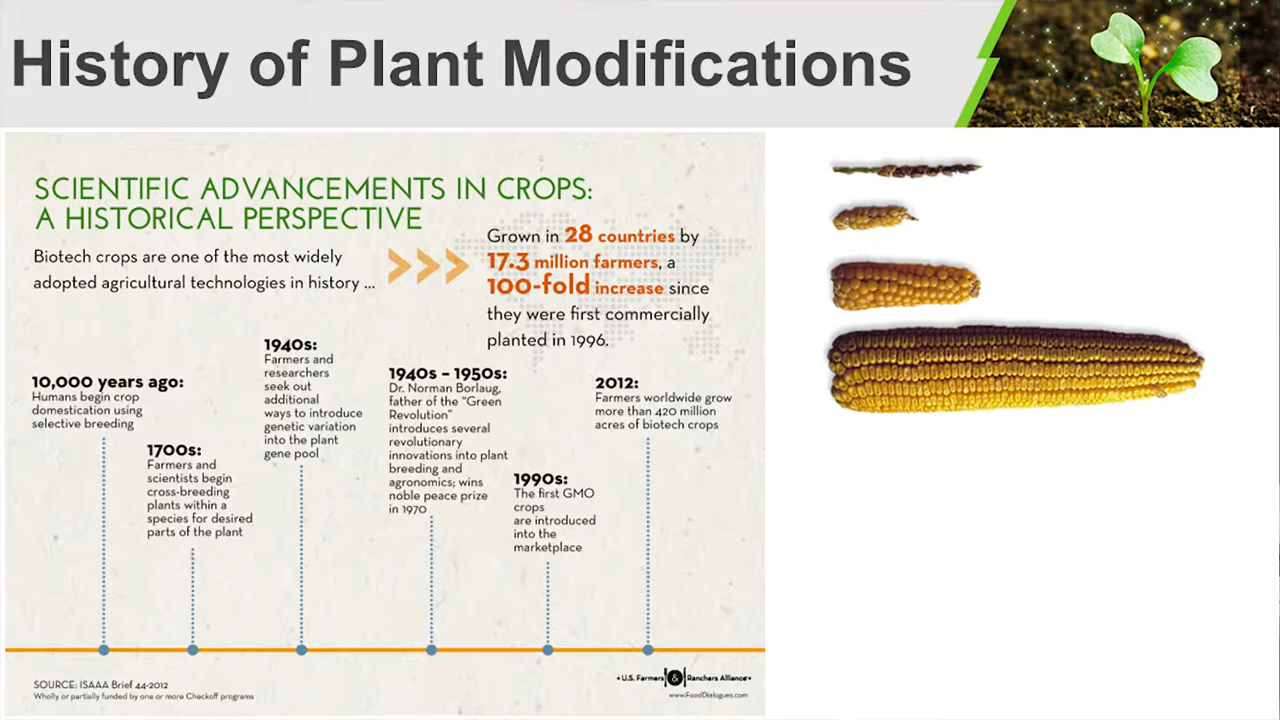 History of Plant Modifications
SCIENTIFIC ADVANCEMENTS IN CROPS:
A HISTORICAL PERSPECTIVE
Biotech crops are one of the most widely
adopted agricultural technologies in history ...
Grown in 28 countries by
17.3 million farmers, a
100-fold increase since
they were first commercially
planted in 1996.
10,000 years ago:
Humans begin crop
domestication using
selective breeding
1700s:
Farmers and
scientists begin
cross-breeding
plants within a
species for desired
parts of the plant
1940s:
Farmers and
researchers
seek out
additional
ways to introduce
genetic variation
into the plant
gene pool
1940s – 1950s:
Dr. Norman Borlaug,
father of the "Green
Revolution"
introduces several
revolutionary
innovations into plant
breeding and
agronomics; wins
noble peace prize
in 1970
1990s:
The first GMO
crops
are introduced
into the
marketplace
2012:
Farmers worldwide grow
more than 420 million
acres of biotech crops
SOURCE: ISAAA Brief 44-2012
Wholly or partially funded by one or more Checkoff programs
• U.S. Farmers & Ranchers Alliance •
www.FoodDialogues.com